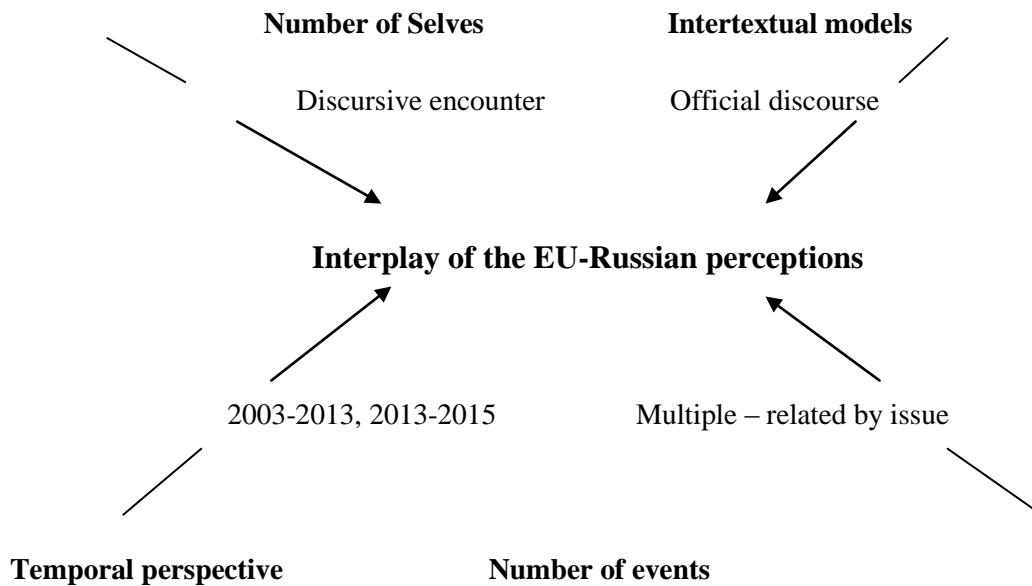 Number of Selves Intertextual models
Discursive encounter Official discourse
Interplay of the EU-Russian perceptions
2003-2013, 2013-2015 Multiple – related by issue
Temporal perspective Number of events